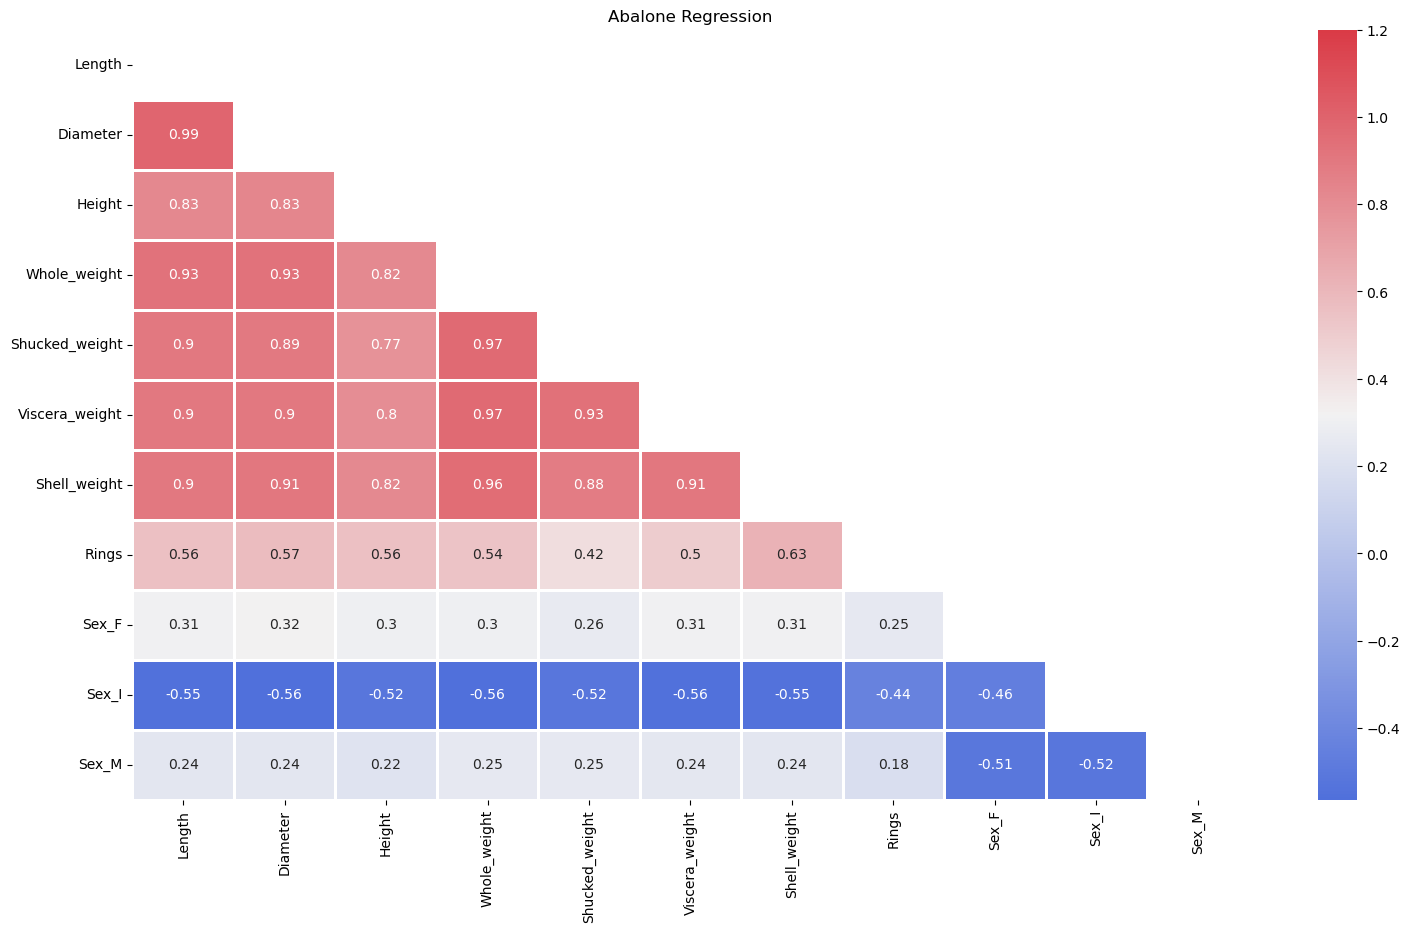 Abalone Regression
Length
Diameter 0.99
Height 0.83 0.83
Whole_weight 0.93 0.93 0.82
Shucked_weight 0.9 0.89 0.77 0.97
Viscera_weight 0.9 0.9 0.8 0.97 0.93
Shell_weight 0.9 0.91 0.82 0.96 0.88 0.91
Rings 0.56 0.57 0.56 0.54 0.42 0.5 0.63
Sex_F 0.31 0.32 0.3 0.3 0.26 0.31 0.31 0.25
Sex_I -0.55 -0.56 -0.52 -0.56 -0.52 -0.56 -0.55 -0.44 -0.46
Sex_M 0.24 0.24 0.22 0.25 0.25 0.24 0.24 0.18 -0.51 -0.52
Length Diameter Height Whole_weight Shucked_weight Viscera_weight Shell_weight Rings Sex_F Sex_I Sex_M
1.2
1.0
0.8
0.6
0.4
0.2
0.0
−0.2
−0.4